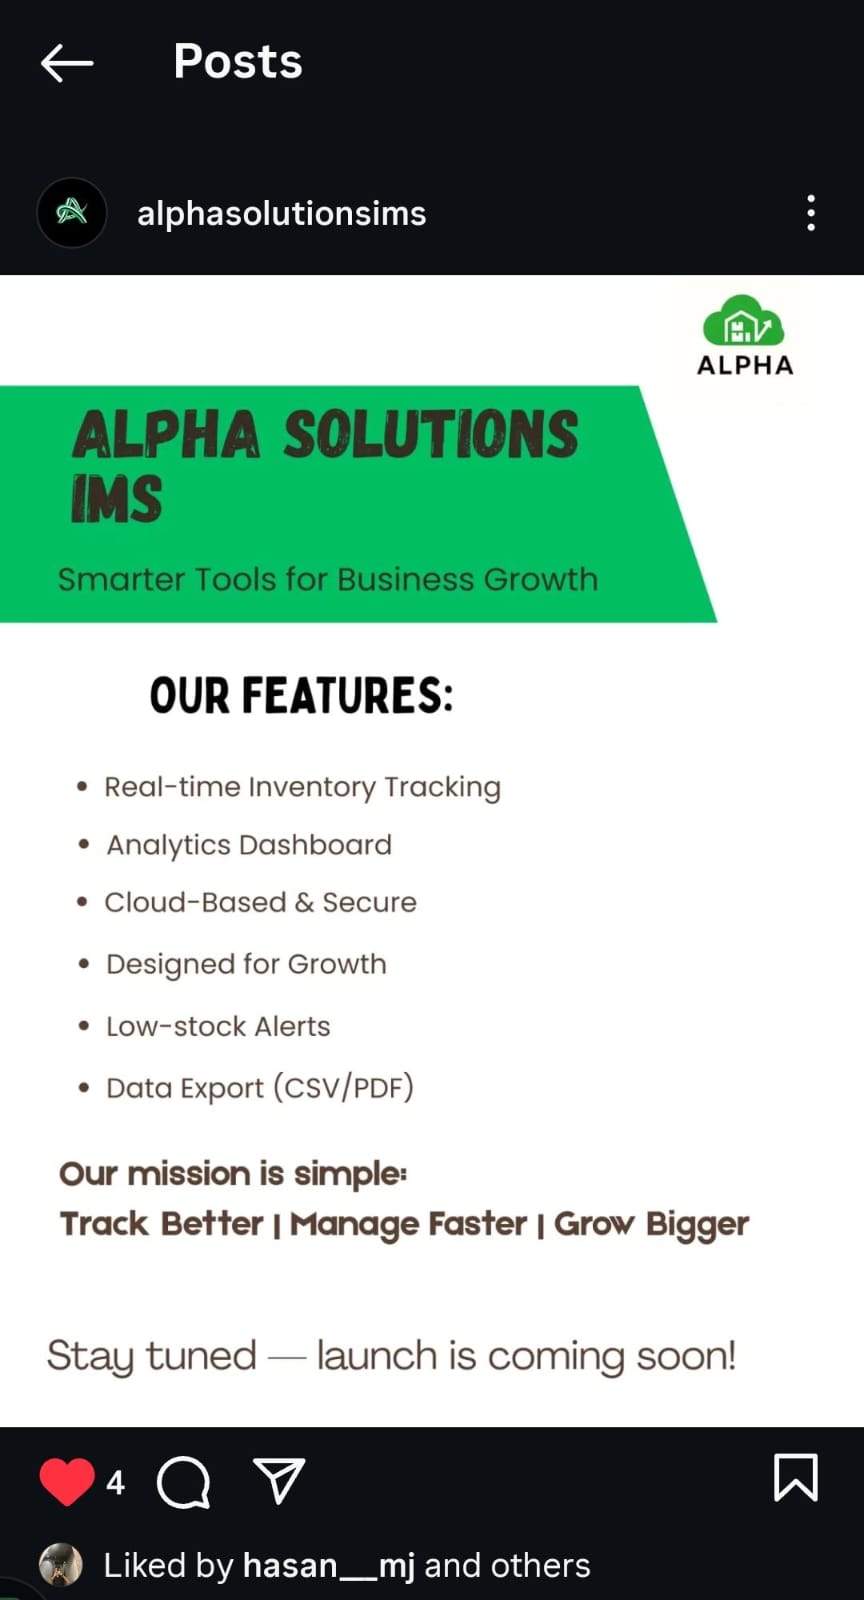 Posts
alphasolutionsims
ALPHA
ALPHA SOLUTIONS
IMS
Smarter Tools for Business Growth
OUR FEATURES:
• Real-time Inventory Tracking
• Analytics Dashboard
• Cloud-Based & Secure
• Designed for Growth
• Low-stock Alerts
• Data Export (CSV/PDF)
Our mission is simple:
Track Better | Manage Faster | Grow Bigger
Stay tuned — launch is coming soon!
4
Liked by hasan__mj and others